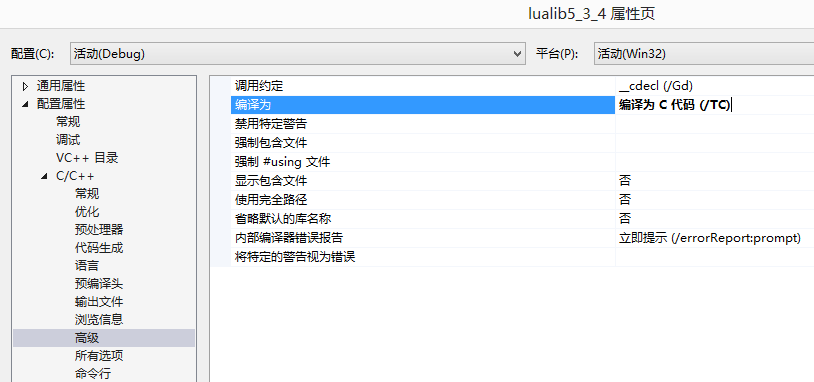 lualib5_3_4 属性页
配置(C): 活动(Debug) 平台(P): 活动(Win32)
通用属性
配置属性
常规
调试
VC++ 目录
C/C++
常规
优化
预处理器
代码生成
语言
预编译头
输出文件
浏览信息
高级
所有选项
命令行
调用约定 __cdecl (/Gd)
编译为 编译为 C 代码 (/TC)
禁用特定警告
强制包含文件
强制 #using 文件
显示包含文件 否
使用完全路径 否
省略默认的库名称 否
内部编译器错误报告 立即提示 (/errorReport:prompt)
将特定的警告视为错误